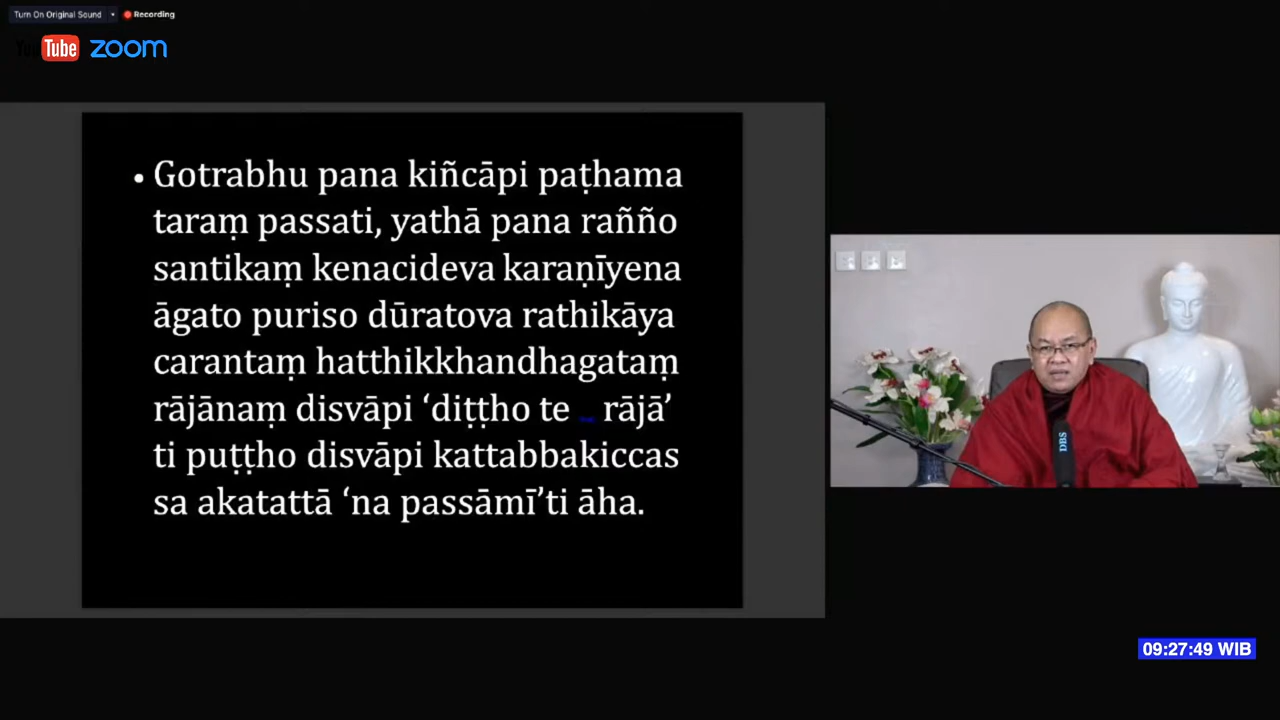 Turn On Original Sound
Recording
YouTube zoom
• Gotrabhu pana kiñcāpi paṭhama
taraṃ passati, yathā pana rañño
santikaṃ kenacideva karaṇīyena
āgato puriso dūratova rathikāya
carantaṃ hatthikkhandhagataṃ
rājānaṃ disvāpi ‘diṭṭho te rājā’
ti puṭṭho disvāpi kattabbakiccas
sa akatattā ‘na passāmī’ti āha.
DBS
09:27:49 WIB